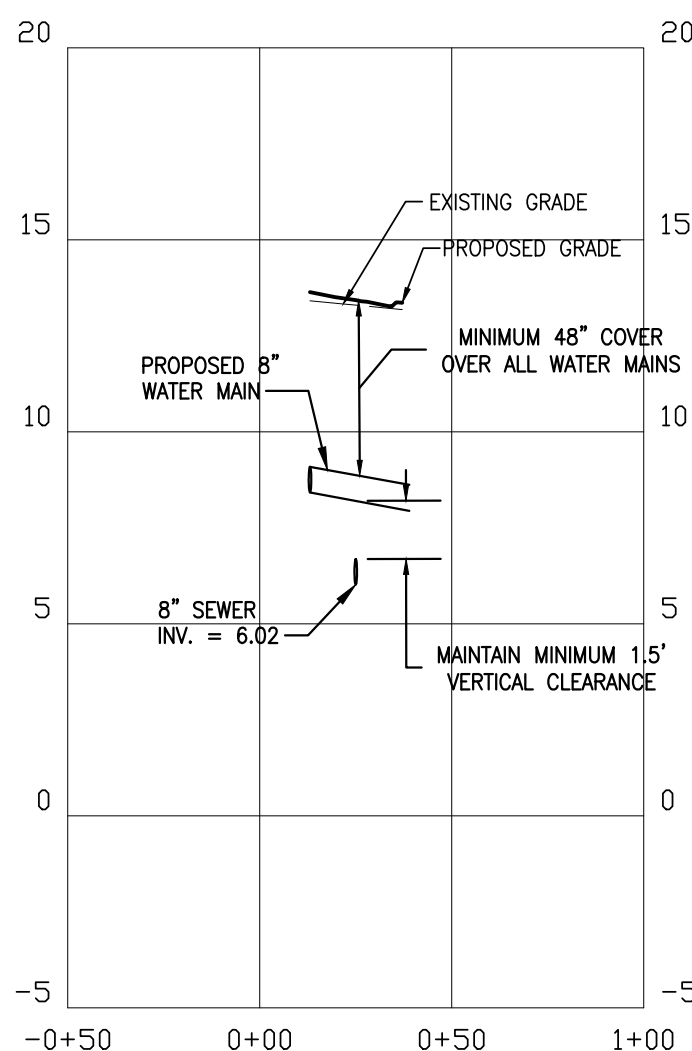 20 20
EXISTING GRADE
15 15
PROPOSED GRADE
MINIMUM 48" COVER
OVER ALL WATER MAINS
PROPOSED 8"
WATER MAIN
10 10
8" SEWER
INV. = 6.02
5 5
MAINTAIN MINIMUM 1.5'
VERTICAL CLEARANCE
0 0
-5 -5
-0+50 0+00 0+50 1+00